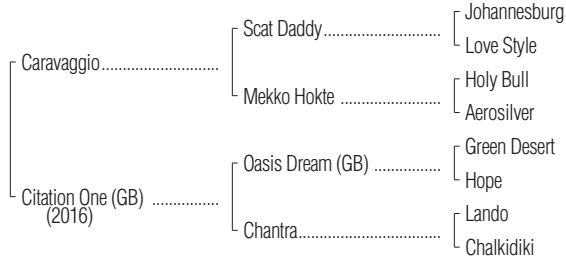 Johannesburg
Scat Daddy........................
Love Style
Caravaggio........................
Holy Bull
Mekko Hokte ....................
Aerosilver
Green Desert
Oasis Dream (GB) ................
Hope
Citation One (GB) ................
(2016)
Lando
Chantra.............................
Chalkidiki